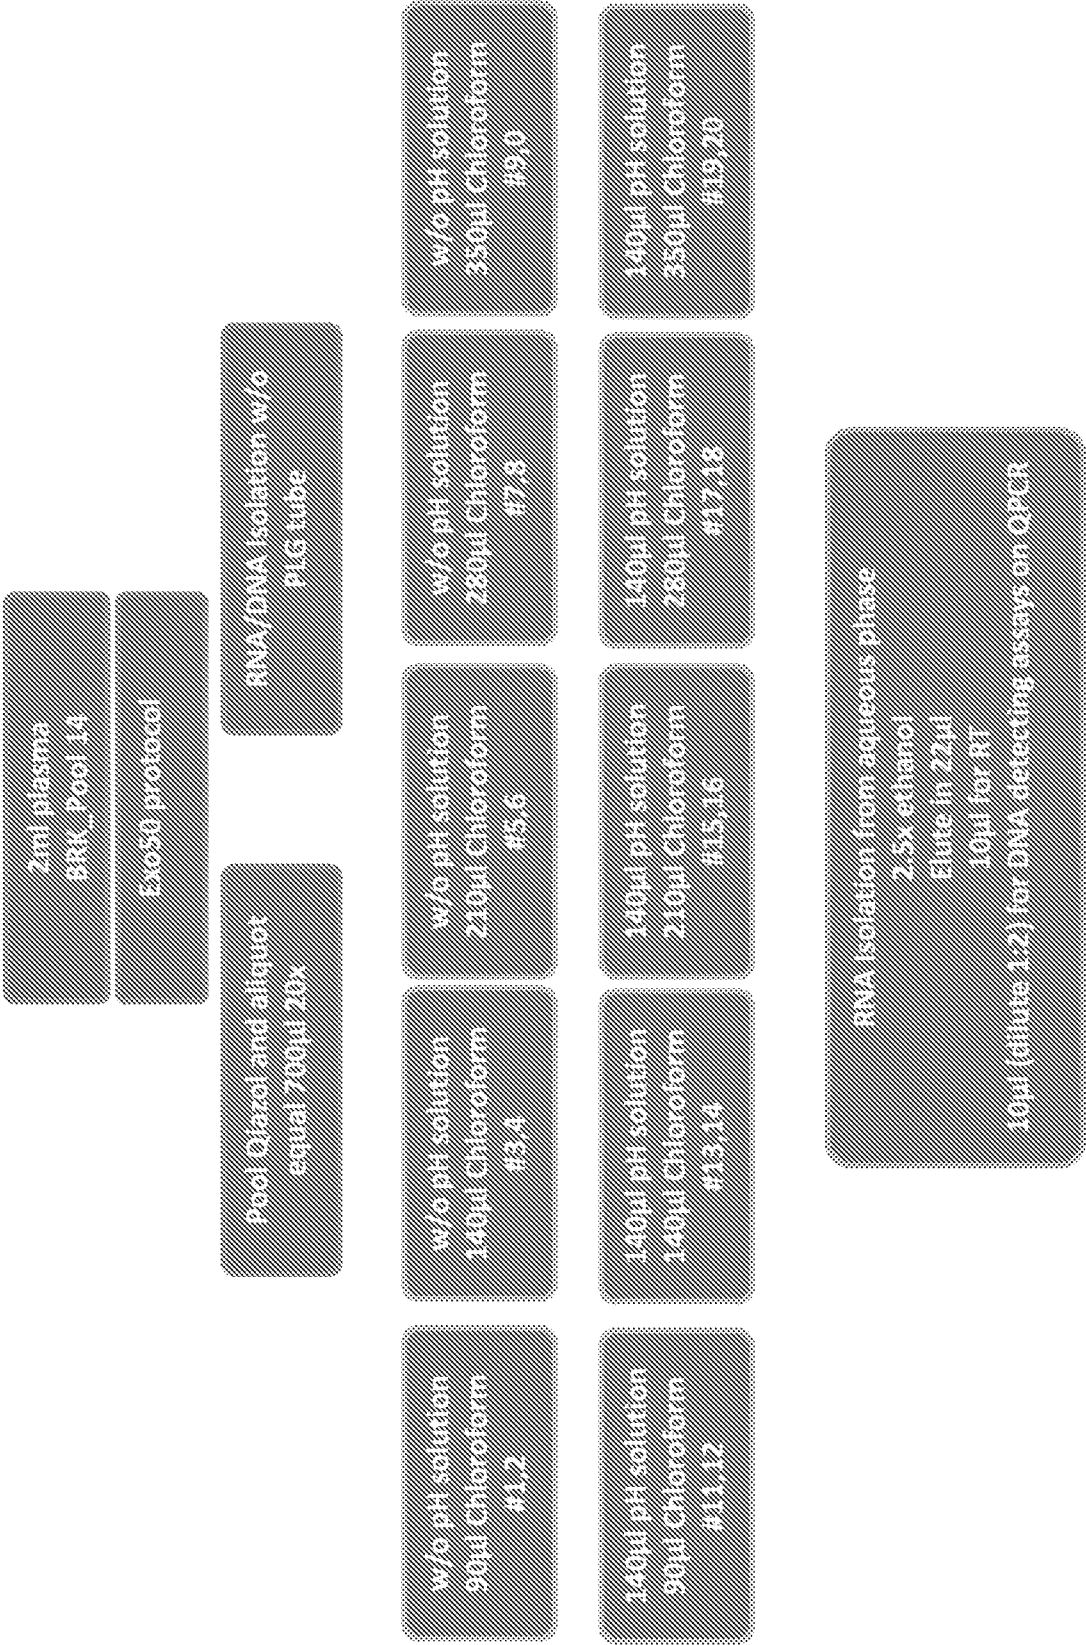 2ml plasma
BRK_Pool 14
Exo50 protocol
Pool Qiazol and aliquot
equal 700µl 20x
RNA/DNA isolation w/o
PLG tube
w/o pH solution
90µl Chloroform
#1,2
w/o pH solution
140µl Chloroform
#3,4
w/o pH solution
210µl Chloroform
#5,6
w/o pH solution
280µl Chloroform
#7,8
w/o pH solution
350µl Chloroform
#9,0
140µl pH solution
90µl Chloroform
#11,12
140µl pH solution
140µl Chloroform
#13,14
140µl pH solution
210µl Chloroform
#15,16
140µl pH solution
280µl Chloroform
#17,18
140µl pH solution
350µl Chloroform
#19,20
RNA isolation from aqueous phase
2.5x ethanol
Elute in 22µl
10µl for RT
10µl (dilute 1:2) for DNA detecting assays on QPCR